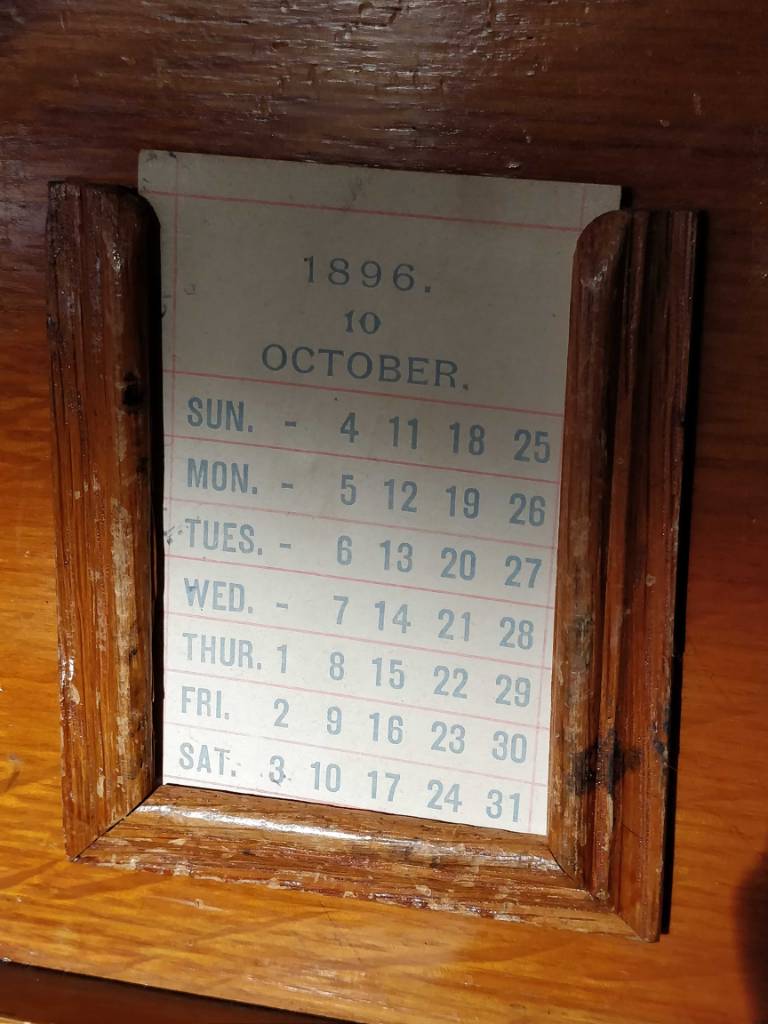 1896.
10
OCTOBER.
SUN. - 4 11 18 25
MON. - 5 12 19 26
TUES. - 6 13 20 27
WED. - 7 14 21 28
THUR. 1 8 15 22 29
FRI. 2 9 16 23 30
SAT. 3 10 17 24 31